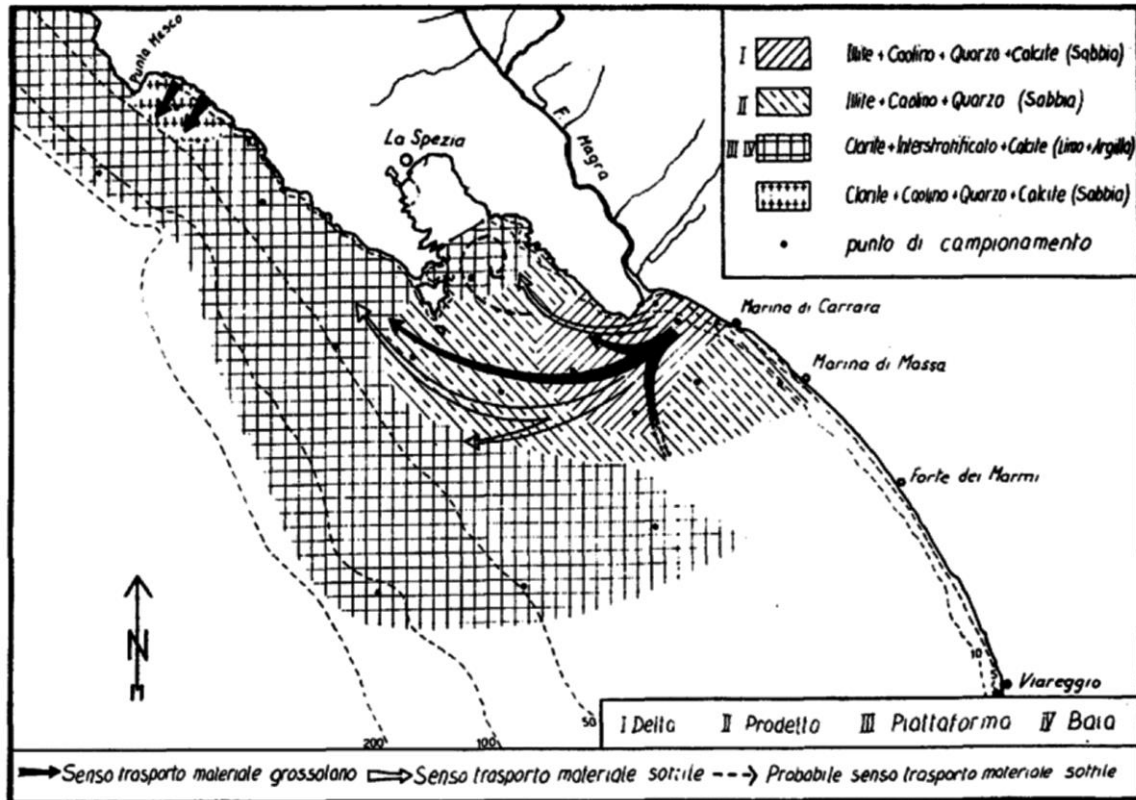 Punta Mesco
La Spezia
F. Magra
I Illite + Caolino + Quarzo + Calcite (Sabbia)
II Illite + Caolino + Quarzo (Sabbia)
III IV Clorite + Interstratificato + Calcite (Limo + Argilla)
Clorite + Caolino + Quarzo + Calcite (Sabbia)
punto di campionamento
Marina di Carrara
Marina di Massa
Forte dei Marmi
Viareggio
10
5
50
100
200
N
M
I Delta II Prodelta III Piattaforma IV Baia
Senso trasporto materiale grossolano Senso trasporto materiale sottile Probabile senso trasporto materiale sottile